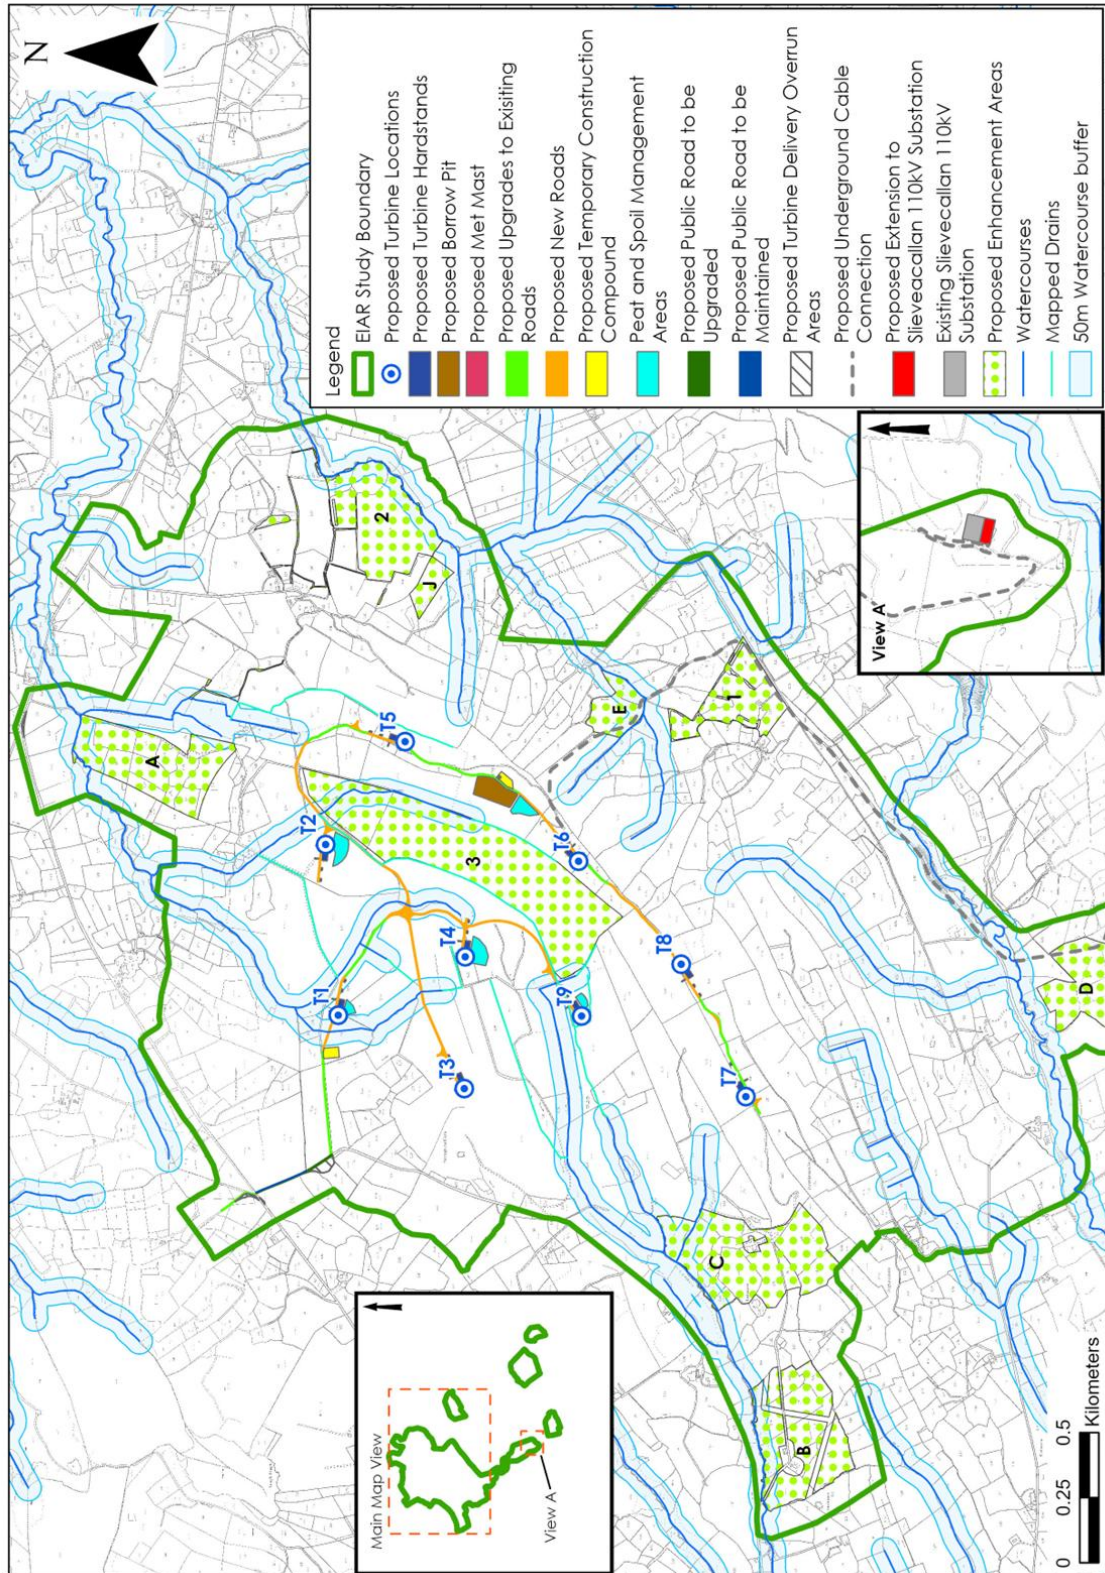 N
Legend
EIAR Study Boundary
Proposed Turbine Locations
Proposed Turbine Hardstands
Proposed Borrow Pit
Proposed Met Mast
Proposed Upgrades to Exisiting
Roads
Proposed New Roads
Proposed Temporary Construction
Compound
Peat and Spoil Management
Areas
Proposed Public Road to be
Upgraded
Proposed Public Road to be
Maintained
Proposed Turbine Delivery Overrun
Areas
Proposed Underground Cable
Connection
Proposed Extension to
Slieveacallan 110kV Substation
Existing Slievecallan 110kV
Substation
Proposed Enhancement Areas
Watercourses
Mapped Drains
50m Watercourse buffer
A
2
J
T5
T2
3
T1
T4
T3
T6
E
1
T9
T8
T7
D
C
B
Main Map View
View A
View A
0 0.25 0.5
Kilometers